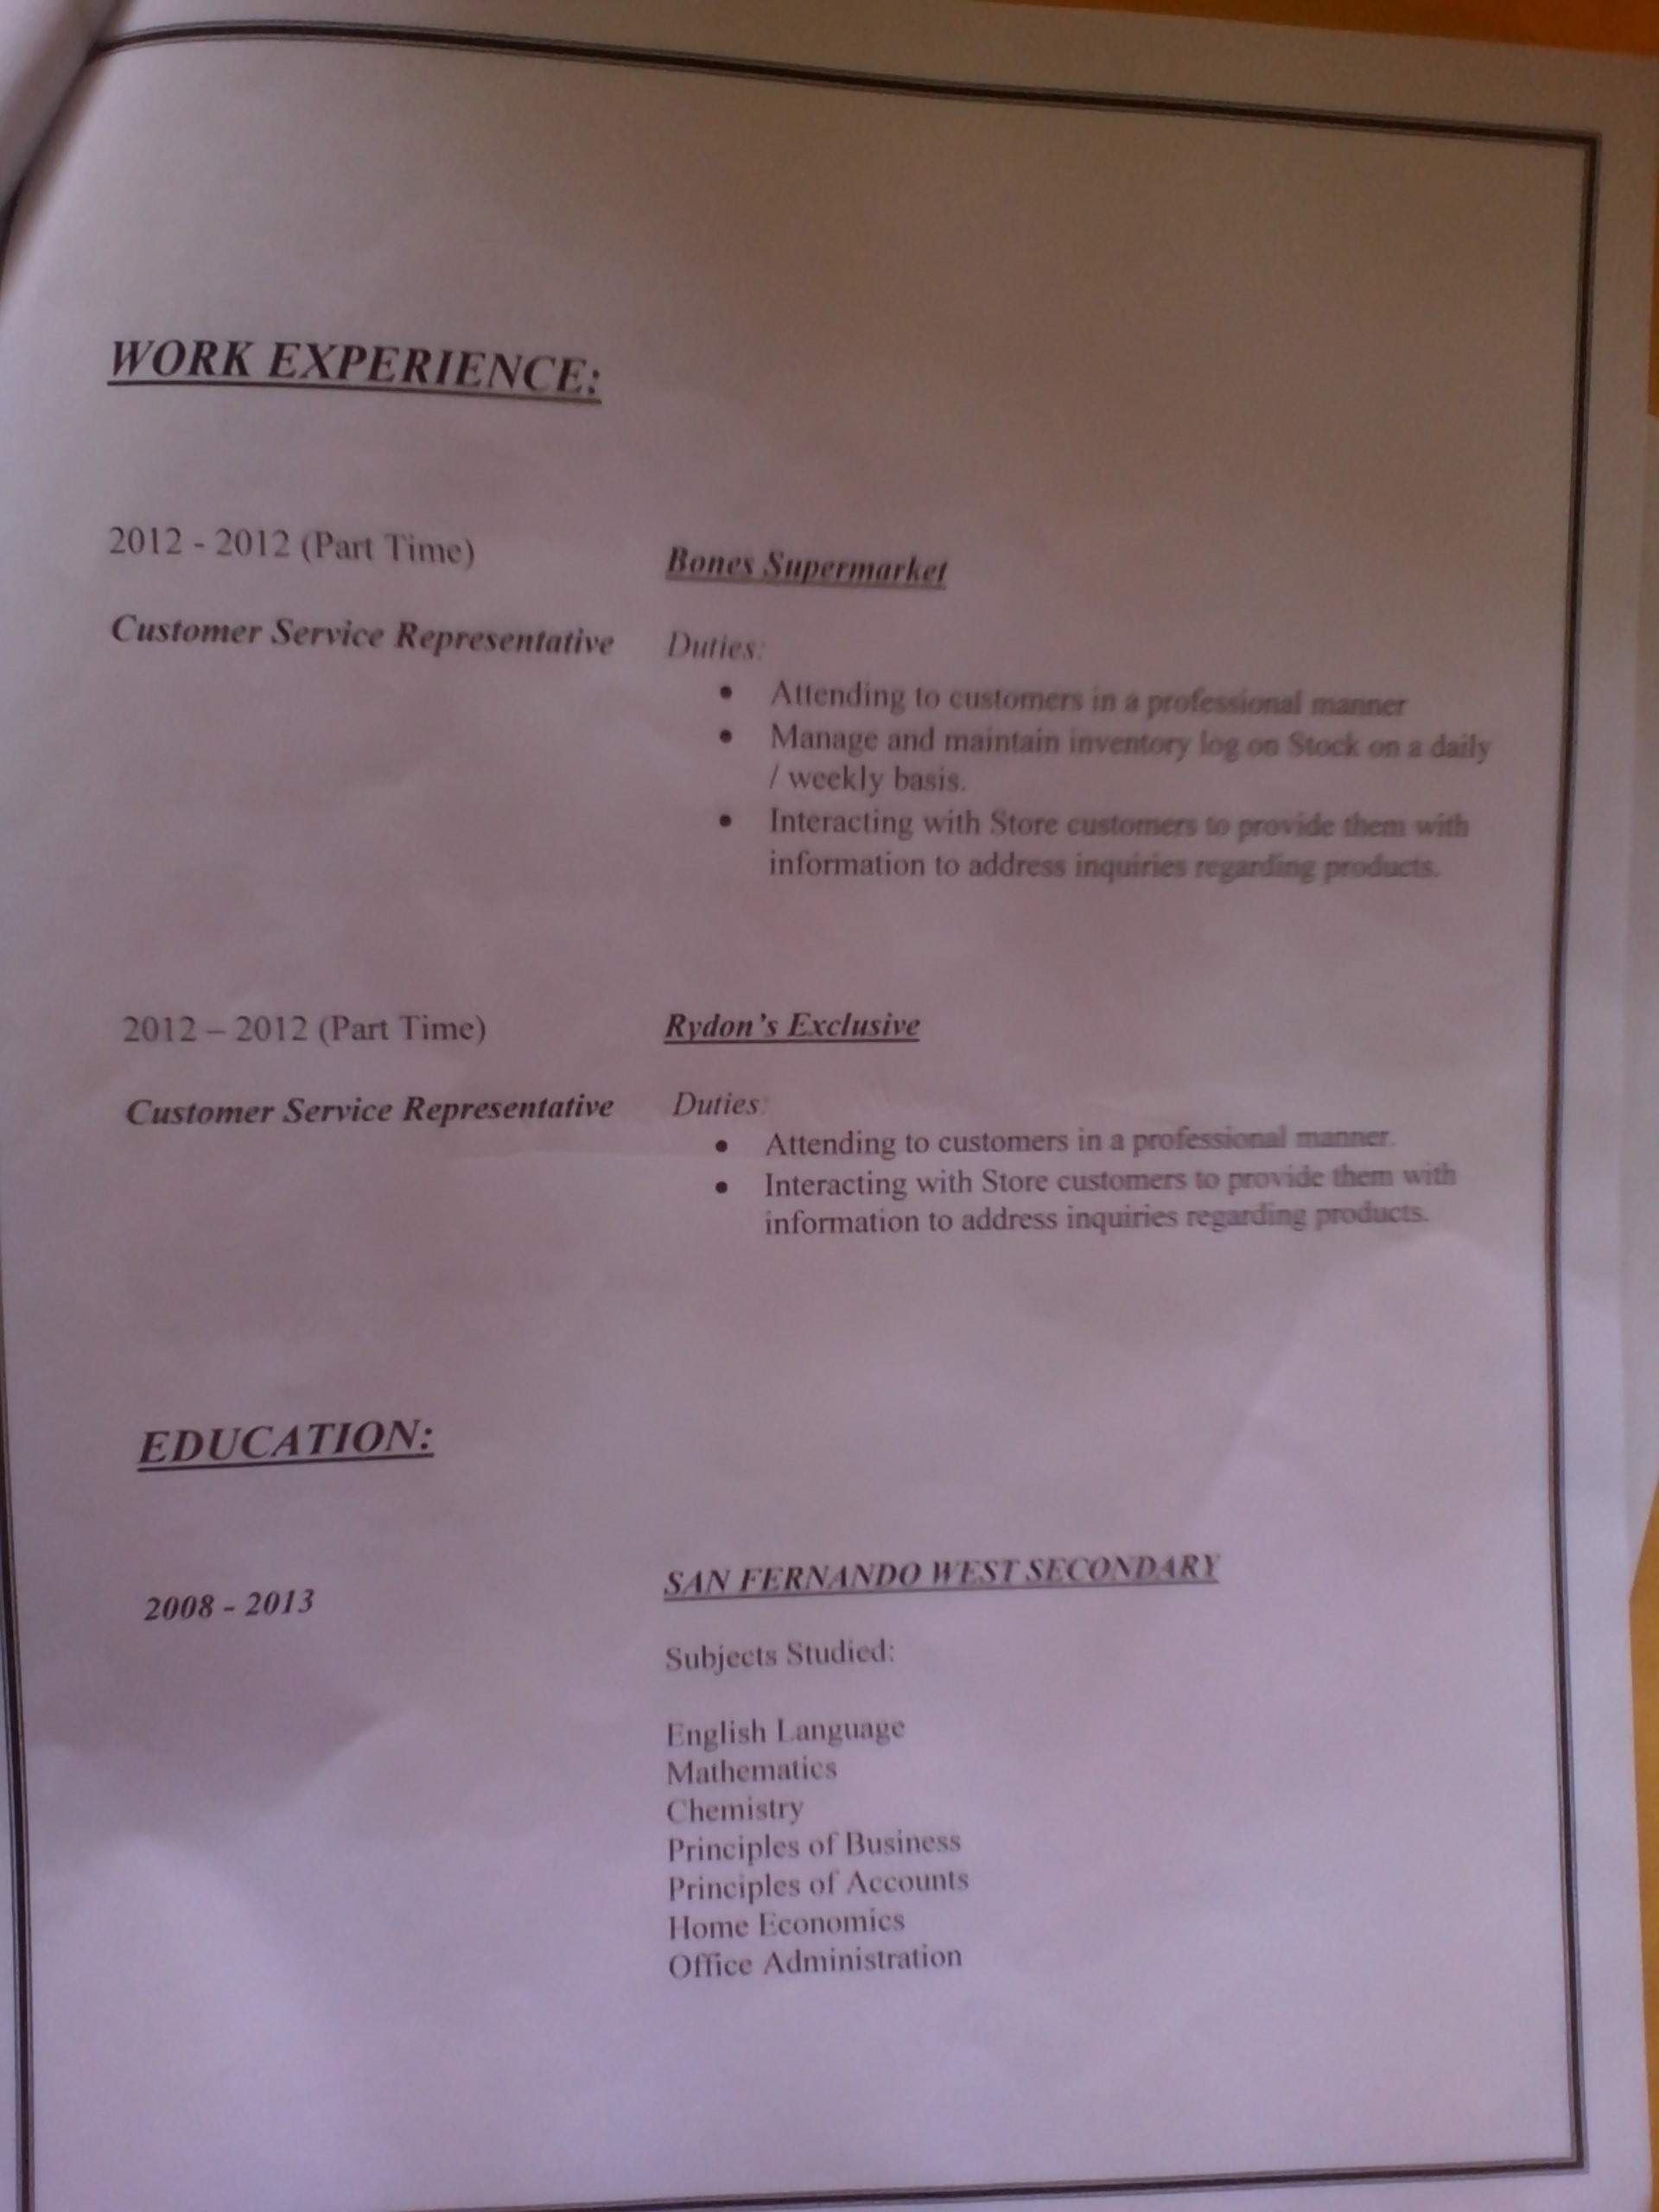 WORK EXPERIENCE:
2012 - 2012 (Part Time)
Bones Supermarket
Customer Service Representative
Duties:
• Attending to customers in a professional manner
• Manage and maintain inventory log on Stock on a daily
/ weekly basis.
• Interacting with Store customers to provide them with
information to address inquiries regarding products.
2012 – 2012 (Part Time)
Rydon's Exclusive
Customer Service Representative
Duties:
• Attending to customers in a professional manner.
• Interacting with Store customers to provide them with
information to address inquiries regarding products.
EDUCATION:
2008 - 2013
SAN FERNANDO WEST SECONDARY
Subjects Studied:
English Language
Mathematics
Chemistry
Principles of Business
Principles of Accounts
Home Economics
Office Administration